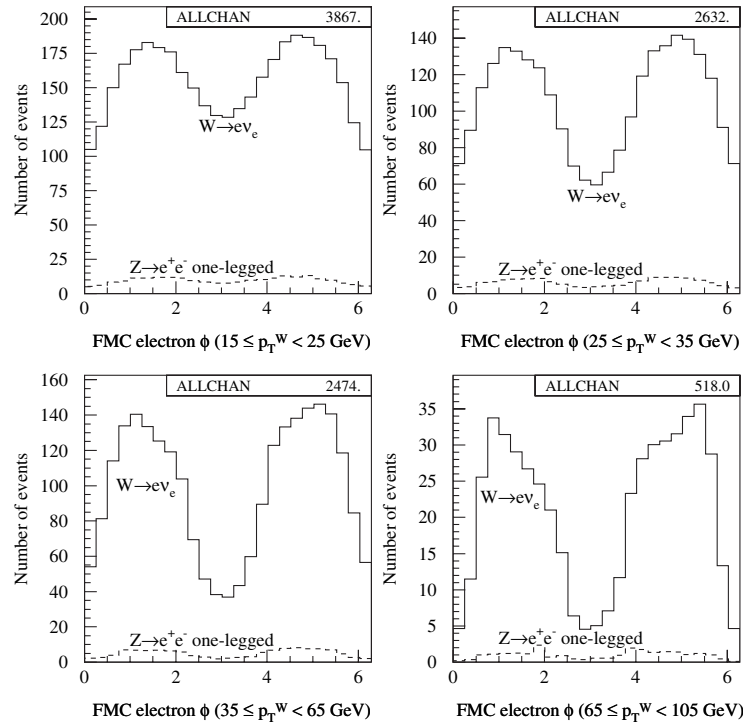 ALLCHAN 3867.
Number of events
200
175
150
125
100
75
50
25
0
W→eνₑ
Z→e⁺e⁻ one-legged
0 2 4 6
FMC electron ϕ (15 ≤ p_T^W < 25 GeV)
ALLCHAN 2632.
Number of events
140
120
100
80
60
40
20
0
W→eνₑ
Z→e⁺e⁻ one-legged
0 2 4 6
FMC electron ϕ (25 ≤ p_T^W < 35 GeV)
ALLCHAN 2474.
Number of events
160
140
120
100
80
60
40
20
0
W→eνₑ
Z→e⁺e⁻ one-legged
0 2 4 6
FMC electron ϕ (35 ≤ p_T^W < 65 GeV)
ALLCHAN 518.0
Number of events
35
30
25
20
15
10
5
0
W→eνₑ
Z→e⁺e⁻ one-legged
0 2 4 6
FMC electron ϕ (65 ≤ p_T^W < 105 GeV)